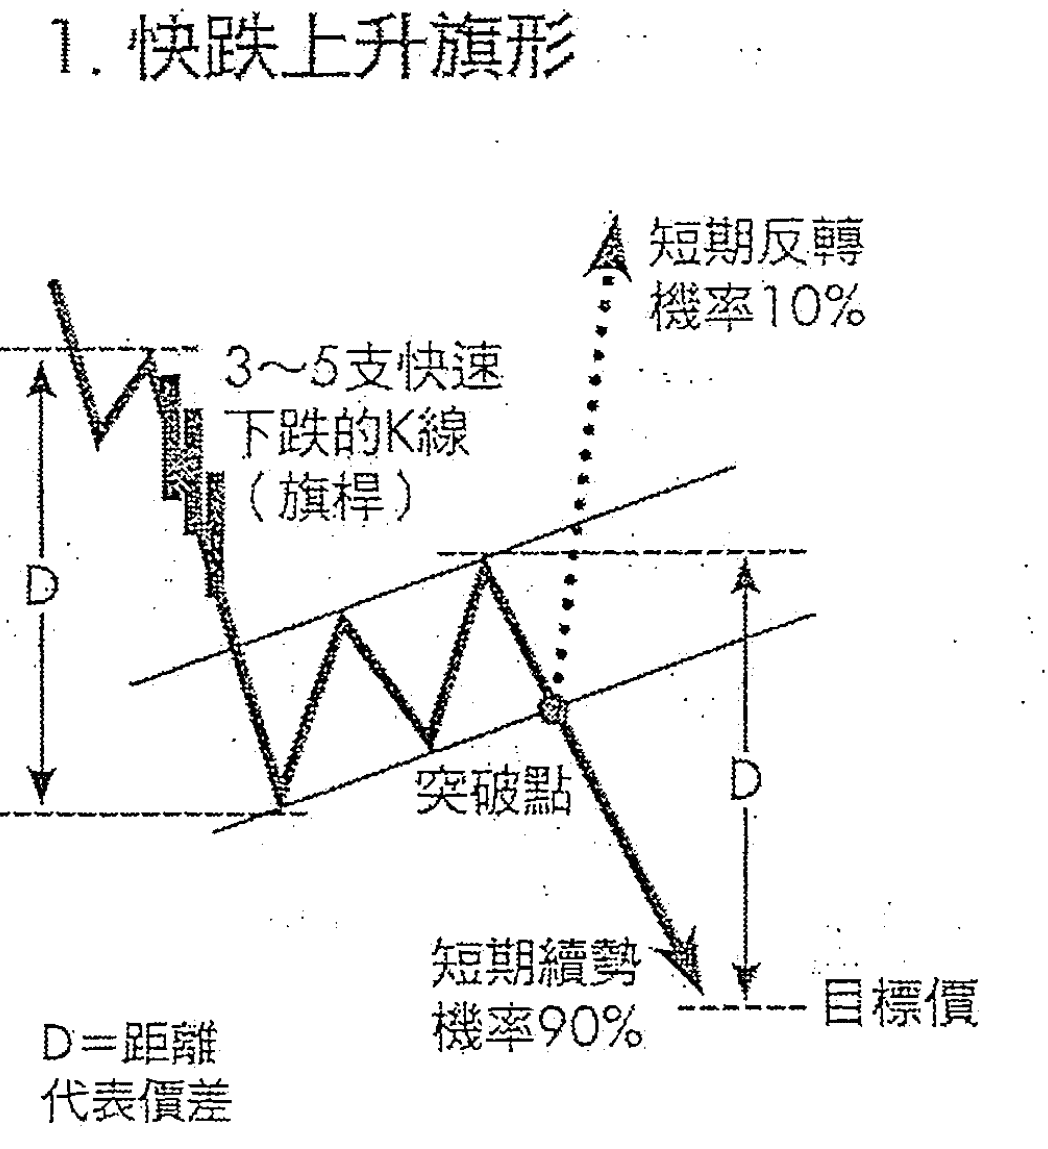 1. 快跌上升旗形
短期反轉
機率10%
3～5支快速
下跌的K線
（旗桿）
D
突破點
D
短期續勢
機率90%
目標價
D＝距離
代表價差